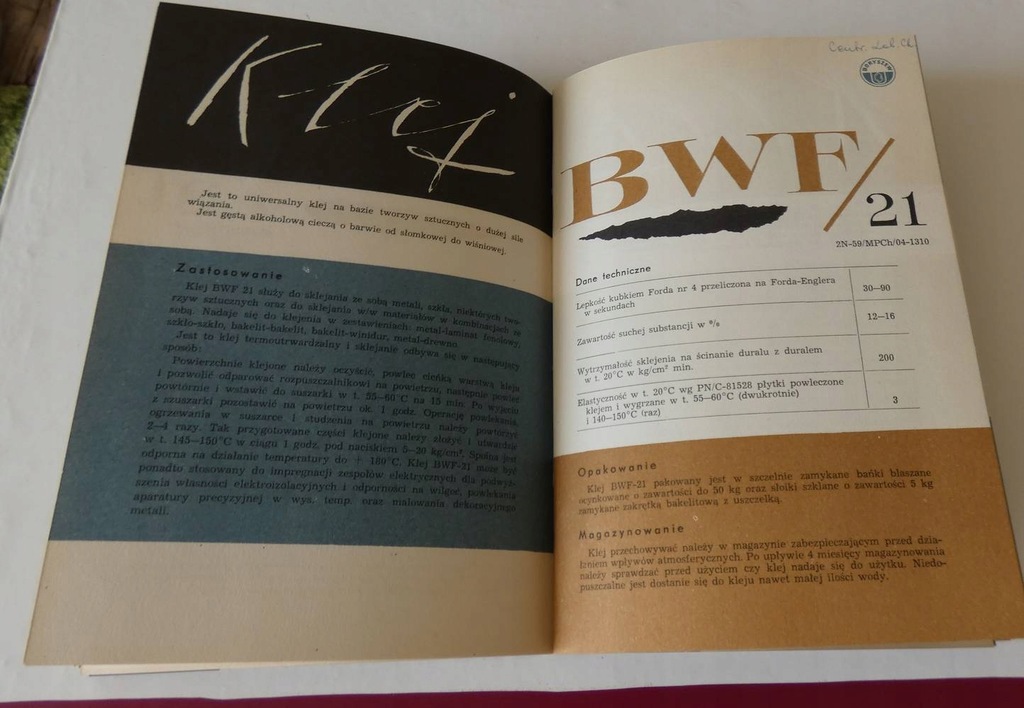 Klej
Jest to uniwersalny klej na bazie tworzyw sztucznych o dużej sile
wiązania.
Jest gęstą alkoholową cieczą o barwie od słomkowej do wiśniowej.
Zastosowanie
Klej BWF 21 służy do sklejania ze sobą metali, szkła, niektórych two-
rzyw sztucznych oraz do sklejania w/w materiałów w kombinacjach ze
sobą. Nadaje się do klejenia w zestawieniach: metal-laminat fenolowy,
szkło-szkło, bakelit-bakelit, bakelit-winidur, metal-drewno.
Jest to klej termoutwardzalny i sklejanie odbywa się w następujący
sposób:
Powierzchnie klejone należy oczyścić, powlec cienką warstwą kleju
i pozwolić odparować rozpuszczalnikowi na powietrzu, następnie powlec
powtórnie i wstawić do suszarki w t. 55—60°C na 15 min. Po wyjęciu
z szuszarki pozostawić na powietrzu ok. 1 godz. Operację powlekania,
ogrzewania w suszarce i studzenia na powietrzu należy powtórzyć
2—4 razy. Tak przygotowane części klejone należy złożyć i utwardzić
w t. 145—150°C w ciągu 1 godz. pod naciskiem 5—20 kg/cm². Spoina jest
odporna na działanie temperatury do + 180°C. Klej BWF-21 może być
ponadto stosowany do impregnacji zespołów elektrycznych dla podwyż-
szenia własności elektroizolacyjnych i odporności na wilgoć, powlekania
aparatury precyzyjnej w wys. temp. oraz malowania dekoracyjnego
metali.
BORYSZEW
BWF/21
2N-59/MPCh/04-1310
Dane techniczne
Lepkość kubkiem Forda nr 4 przeliczona na Forda-Englera
w sekundach 30—90
Zawartość suchej substancji w % 12—16
Wytrzymałość sklejenia na ścinanie duralu z duralem
w t. 20°C w kg/cm² min. 200
Elastyczność w t. 20°C wg PN/C-81528 płytki powleczone
klejem i wygrzane w t. 55—60°C (dwukrotnie)
i 140—150°C (raz) 3
Opakowanie
Klej BWF-21 pakowany jest w szczelnie zamykane bańki blaszane
ocynkowane o zawartości do 50 kg oraz słoiki szklane o zawartości 5 kg
zamykane zakrętką bakelitową z uszczelką.
Magazynowanie
Klej przechowywać należy w magazynie zabezpieczającym przed dzia-
łaniem wpływów atmosferycznych. Po upływie 4 miesięcy magazynowania
należy sprawdzać przed użyciem czy klej nadaje się do użytku. Niedo-
puszczalne jest dostanie się do kleju nawet małej ilości wody.